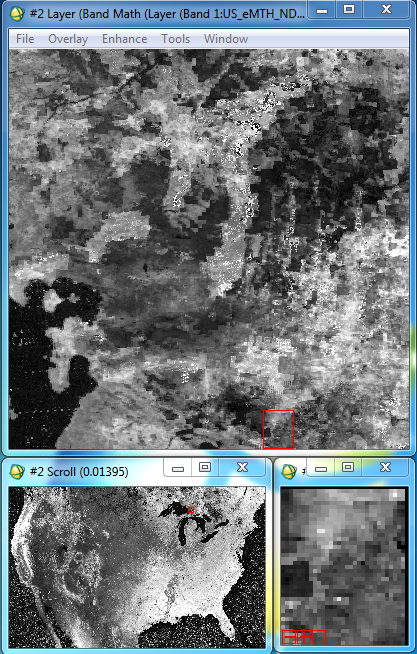 #2 Layer (Band Math (Layer (Band 1:US_eMTH_ND...
File Overlay Enhance Tools Window
#2 Scroll (0.01395)
#